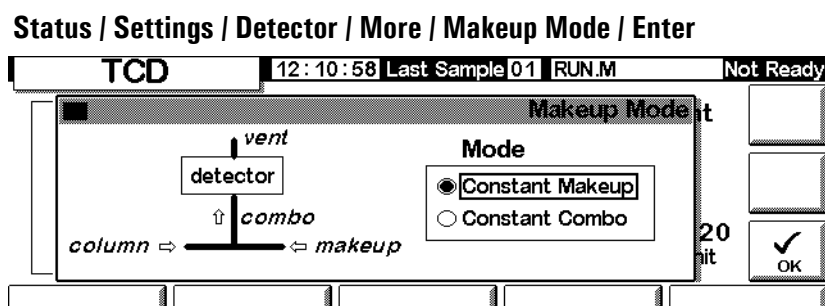 Status / Settings / Detector / More / Makeup Mode / Enter
TCD 12:10:58 Last Sample 01 RUN.M Not Ready
Makeup Mode
vent
Mode
detector
Constant Makeup
combo
Constant Combo
column ⇨ ⇦ makeup
20
OK